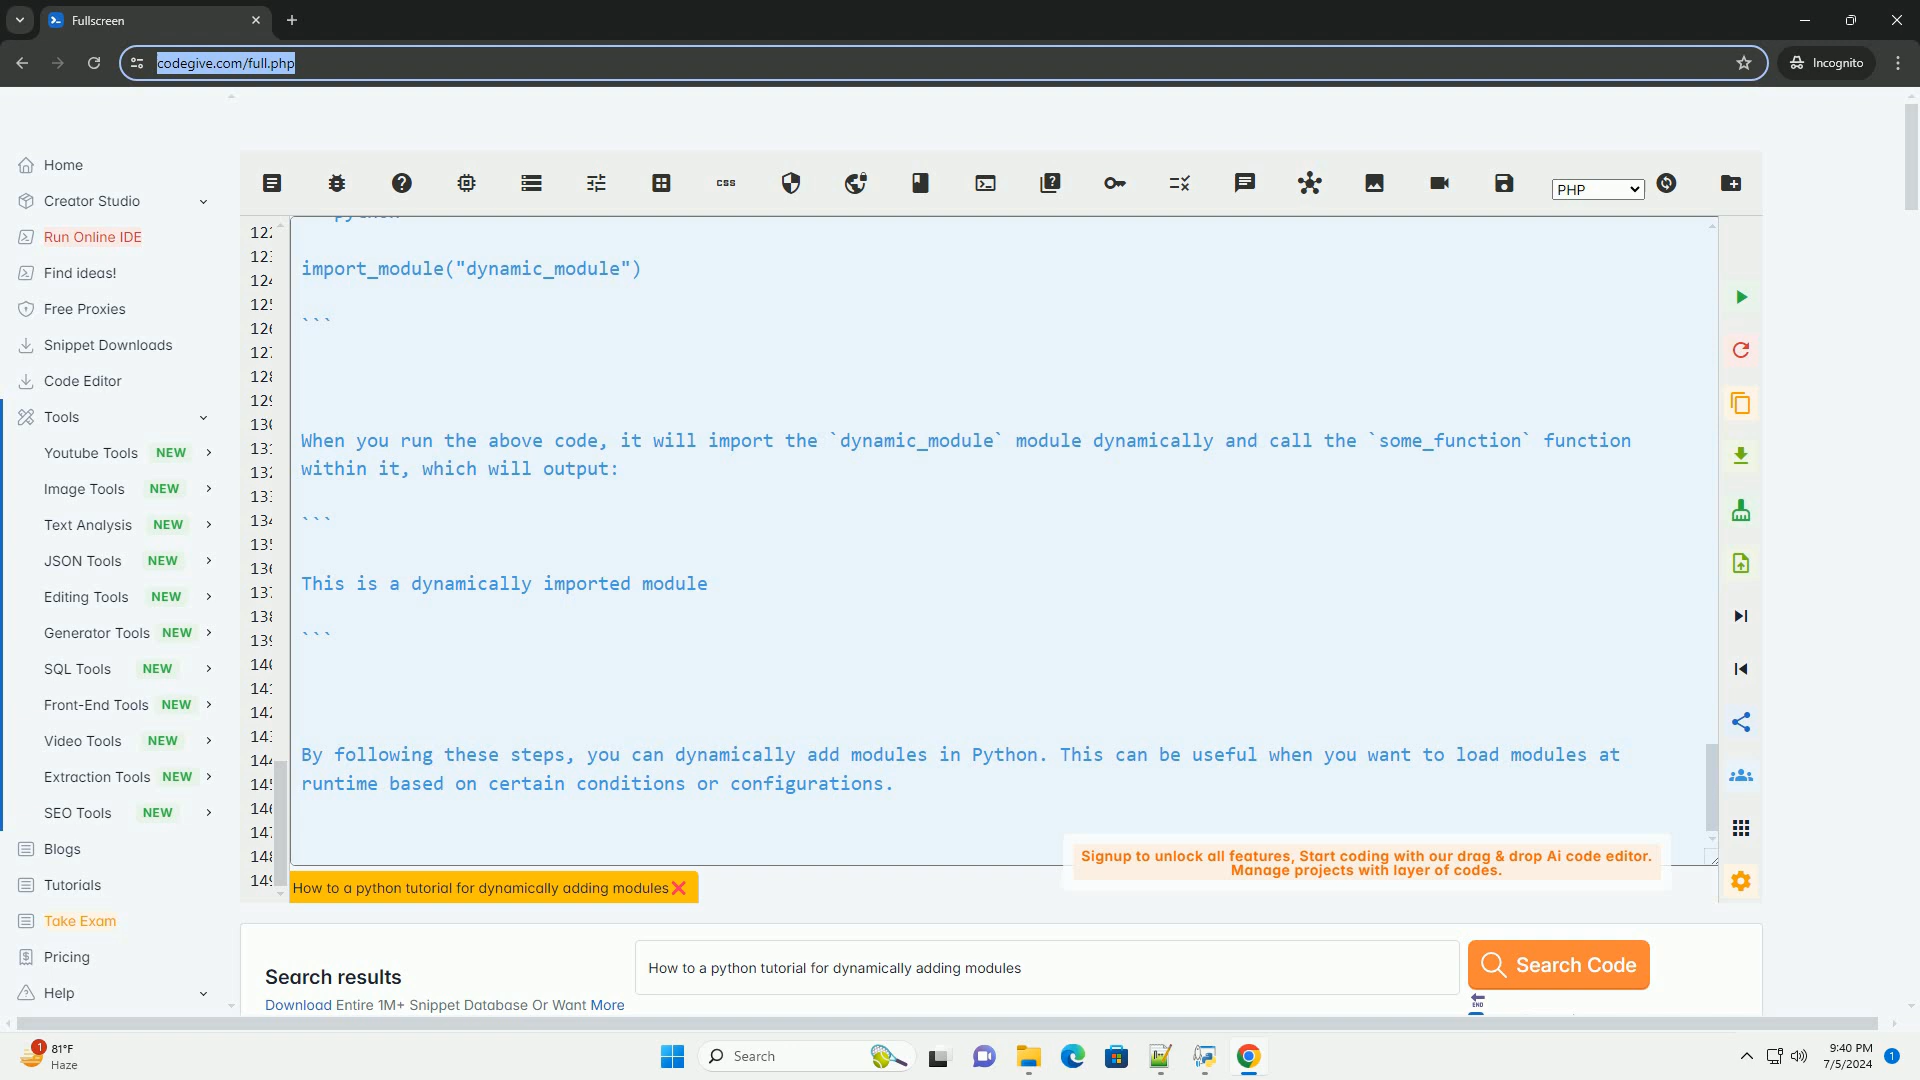 Fullscreen
codegive.com/full.php
Incognito
Home
Creator Studio
Run Online IDE
Find ideas!
Free Proxies
Snippet Downloads
Code Editor
Tools
Youtube Tools NEW
Image Tools NEW
Text Analysis NEW
JSON Tools NEW
Editing Tools NEW
Generator Tools NEW
SQL Tools NEW
Front-End Tools NEW
Video Tools NEW
Extraction Tools NEW
SEO Tools NEW
Blogs
Tutorials
Take Exam
Pricing
Help
css
PHP
import_module("dynamic_module")
```
When you run the above code, it will import the `dynamic_module` module dynamically and call the `some_function` function
within it, which will output:
```
This is a dynamically imported module
```
By following these steps, you can dynamically add modules in Python. This can be useful when you want to load modules at
runtime based on certain conditions or configurations.
Signup to unlock all features, Start coding with our drag & drop Ai code editor.
Manage projects with layer of codes.
How to a python tutorial for dynamically adding modules
Search results
Download Entire 1M+ Snippet Database Or Want More
How to a python tutorial for dynamically adding modules
Search Code
END
1
81°F
Haze
Search
9:40 PM
7/5/2024
1